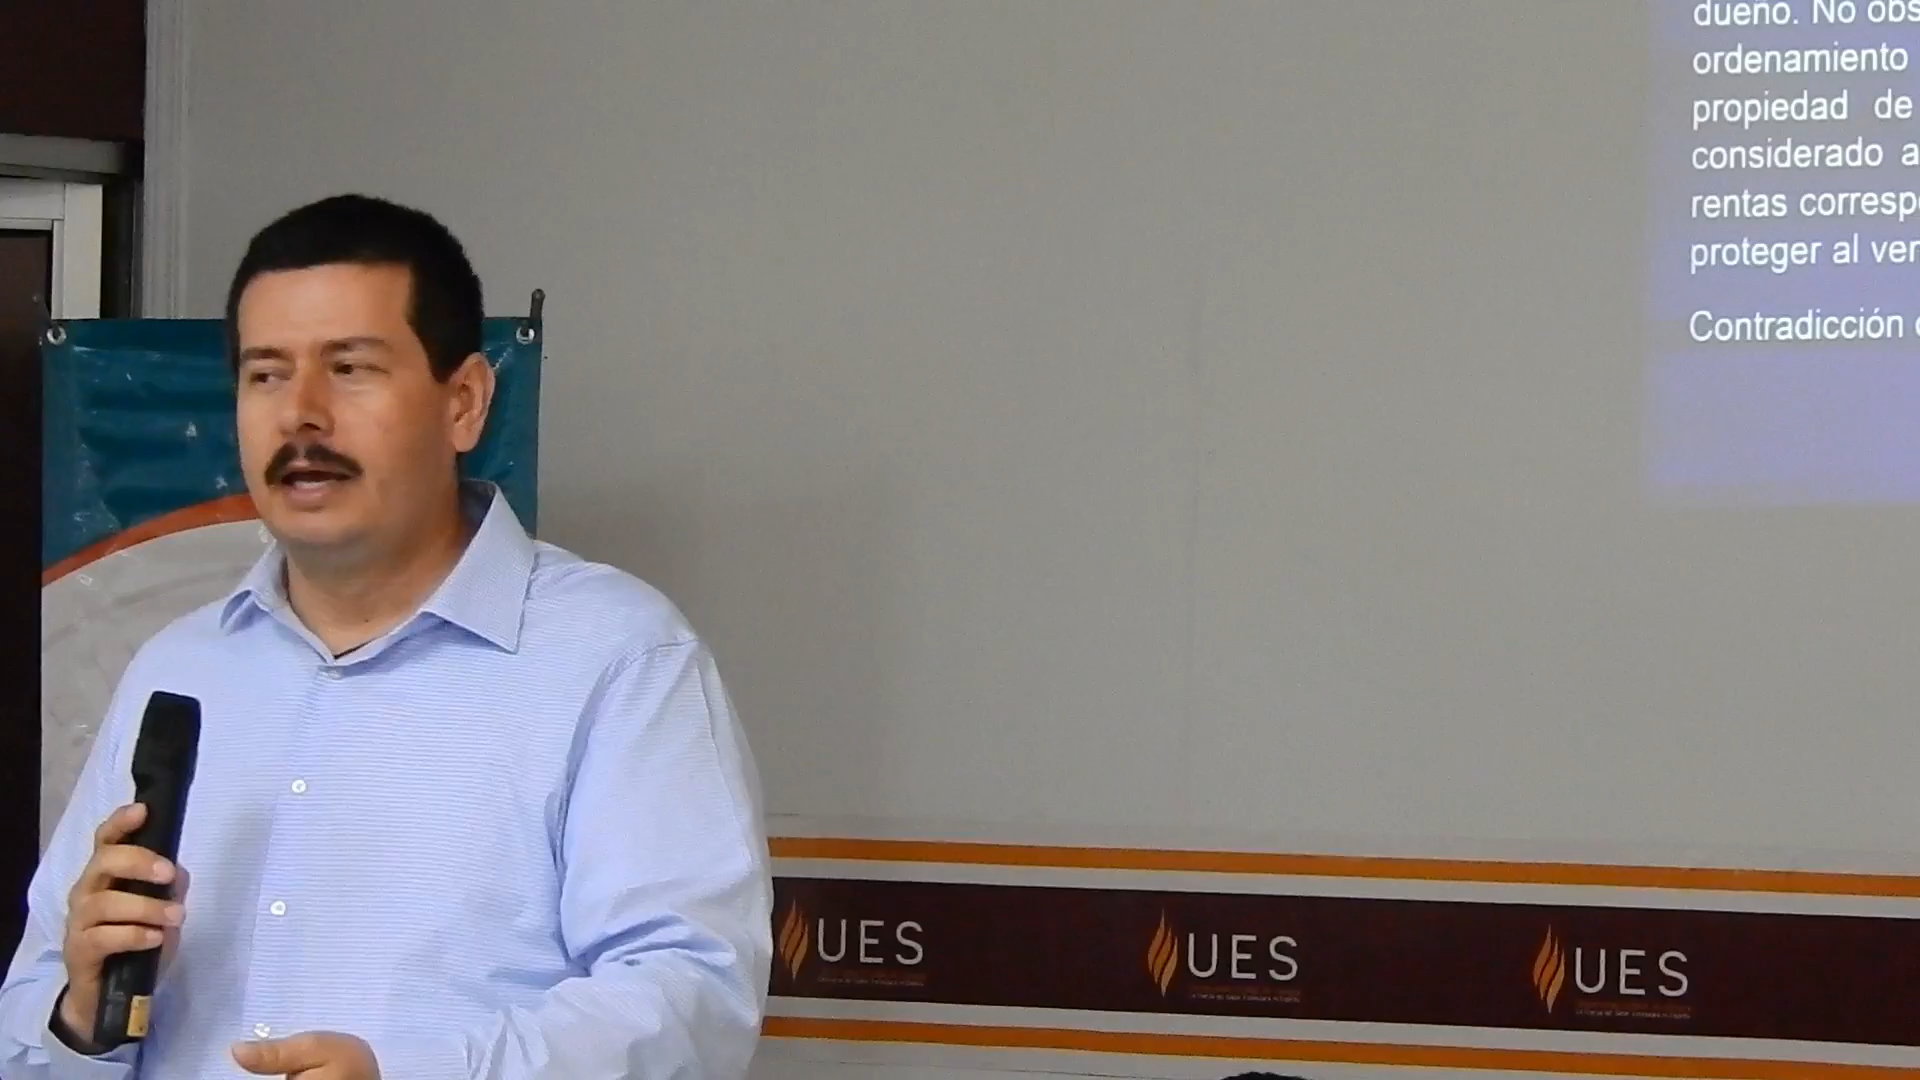 dueño. No obs
ordenamiento
propiedad de
considerado a
rentas corresp
proteger al ver
Contradicción
UES
UES
UES